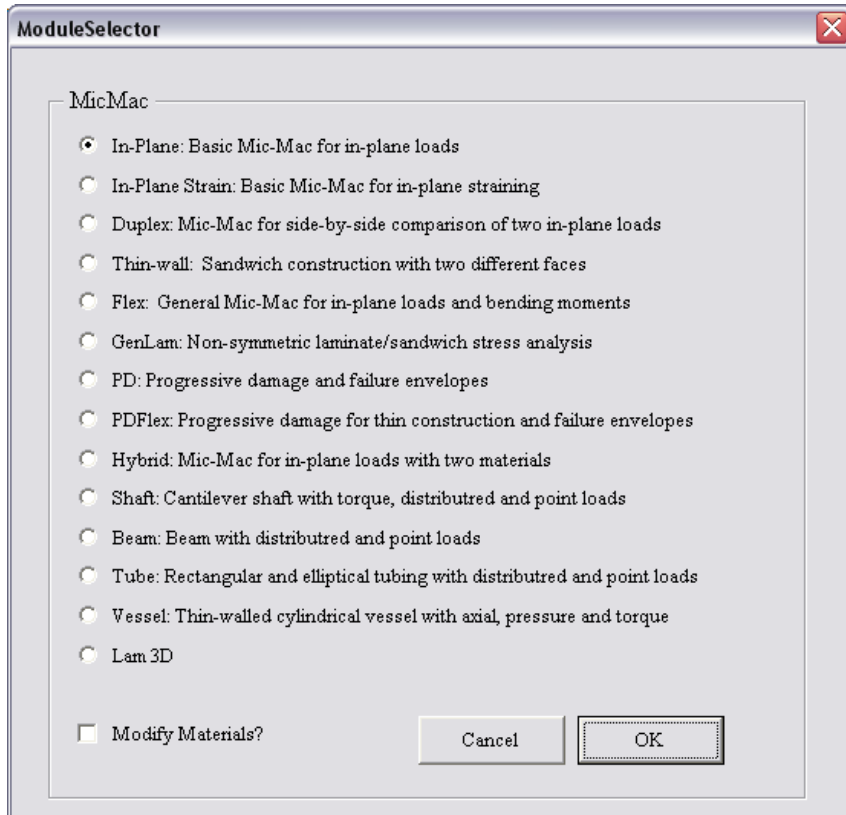 ModuleSelector
MicMac
In-Plane: Basic Mic-Mac for in-plane loads
In-Plane Strain: Basic Mic-Mac for in-plane straining
Duplex: Mic-Mac for side-by-side comparison of two in-plane loads
Thin-wall: Sandwich construction with two different faces
Flex: General Mic-Mac for in-plane loads and bending moments
GenLam: Non-symmetric laminate/sandwich stress analysis
PD: Progressive damage and failure envelopes
PDFlex: Progressive damage for thin construction and failure envelopes
Hybrid: Mic-Mac for in-plane loads with two materials
Shaft: Cantilever shaft with torque, distributred and point loads
Beam: Beam with distributred and point loads
Tube: Rectangular and elliptical tubing with distributred and point loads
Vessel: Thin-walled cylindrical vessel with axial, pressure and torque
Lam 3D
Modify Materials?
Cancel
OK